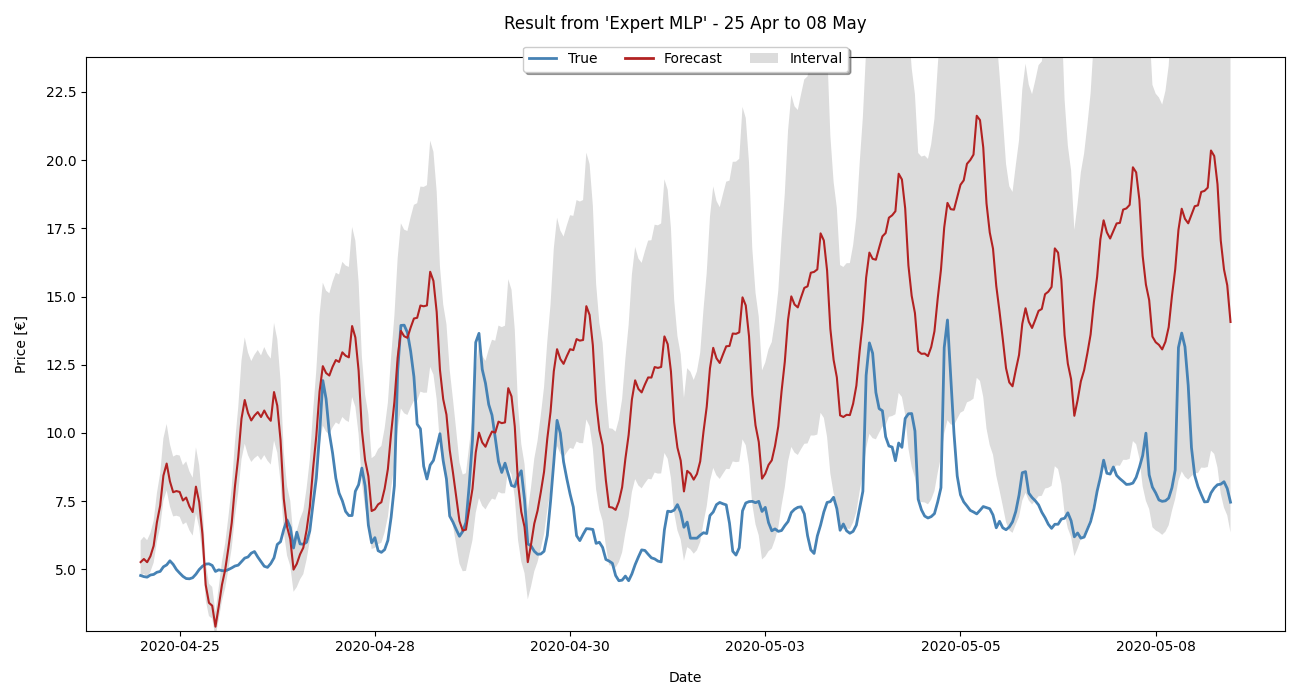 Result from 'Expert MLP' - 25 Apr to 08 May
True Forecast Interval
22.5
20.0
17.5
15.0
12.5
10.0
7.5
5.0
Price [€]
2020-04-25 2020-04-28 2020-04-30 2020-05-03 2020-05-05 2020-05-08
Date